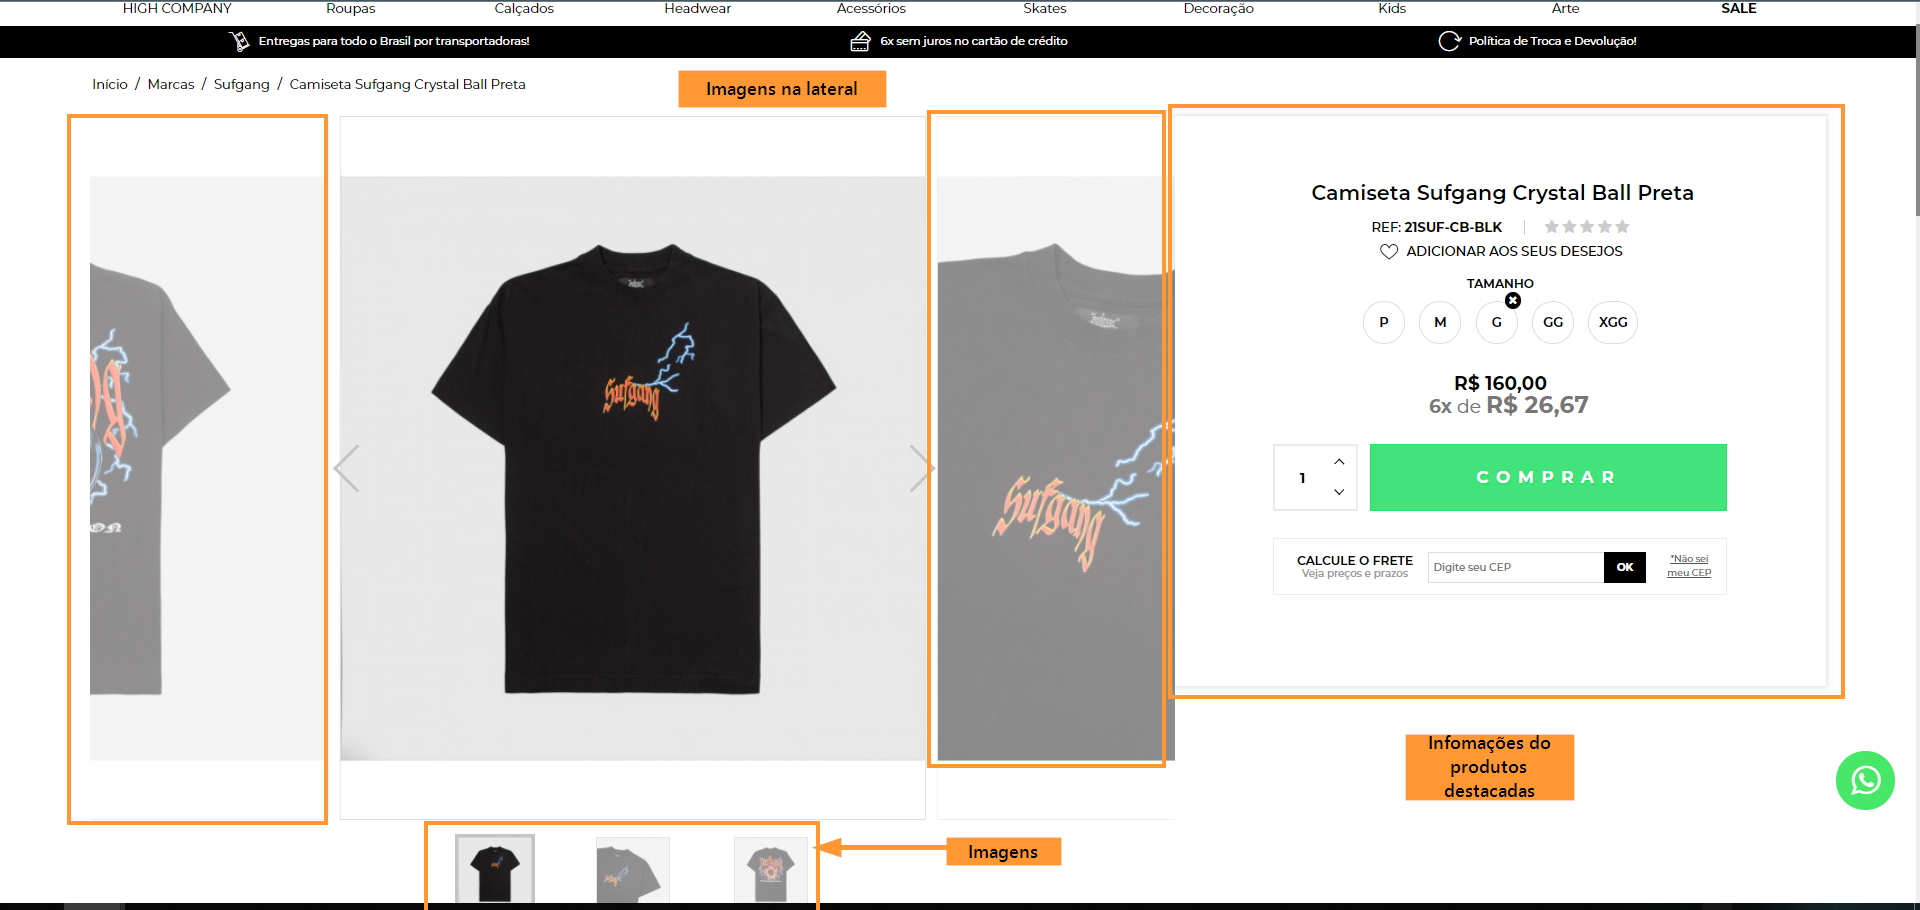 HIGH COMPANY
Roupas
Calçados
Headwear
Acessórios
Skates
Decoração
Kids
Arte
SALE
Entregas para todo o Brasil por transportadoras!
6x sem juros no cartão de crédito
Política de Troca e Devolução!
Início / Marcas / Sufgang / Camiseta Sufgang Crystal Ball Preta
Imagens na lateral
Sufgang
Sufgang
Camiseta Sufgang Crystal Ball Preta
REF: 21SUF-CB-BLK
ADICIONAR AOS SEUS DESEJOS
TAMANHO
P
M
G
GG
XGG
R$ 160,00
6x de R$ 26,67
1
COMPRAR
CALCULE O FRETE
Veja preços e prazos
Digite seu CEP
OK
*Não sei
meu CEP
Infomações do
produtos
destacadas
Imagens